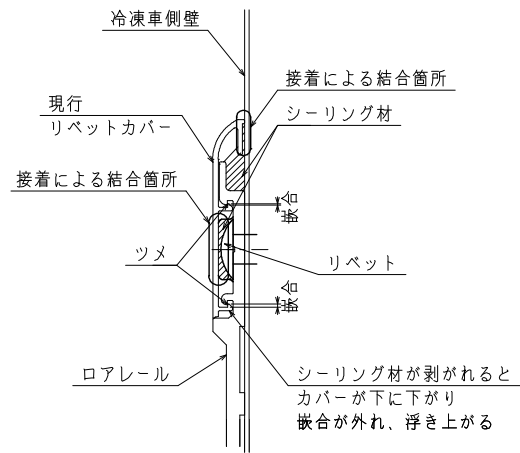 冷凍車側壁
接着による結合箇所
現行
リベットカバー
シーリング材
接着による結合箇所
嵌合
ツメ
リベット
嵌合
ロアレール
シーリング材が剥がれると
カバーが下に下がり
嵌合が外れ、浮き上がる